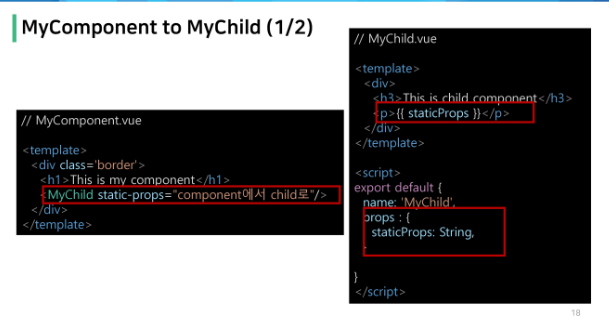 MyComponent to MyChild (1/2)
// MyComponent.vue
<template>
<div class='border'>
<h1>This is my component</h1>
<MyChild static-props="component에서 child로"/>
</div>
</template>
// MyChild.vue
<template>
<div>
<h3>This is child component</h3>
<p>{{ staticProps }}</p>
</div>
</template>
<script>
export default {
name: 'MyChild',
props : {
staticProps: String,
}
}
</script>
18